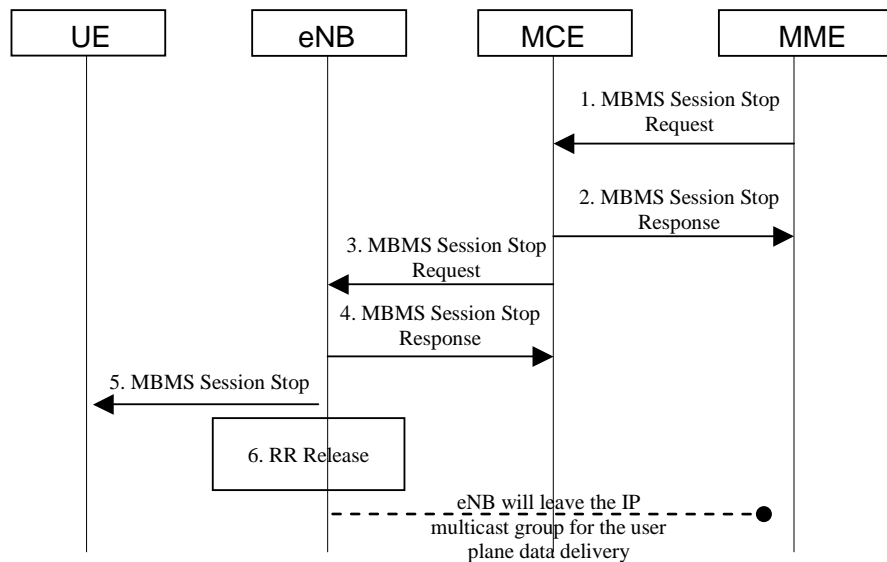 UE
eNB
MCE
MME
1. MBMS Session Stop
Request
2. MBMS Session Stop
Response
3. MBMS Session Stop
Request
4. MBMS Session Stop
Response
5. MBMS Session Stop
6. RR Release
eNB will leave the IP
multicast group for the user
plane data delivery